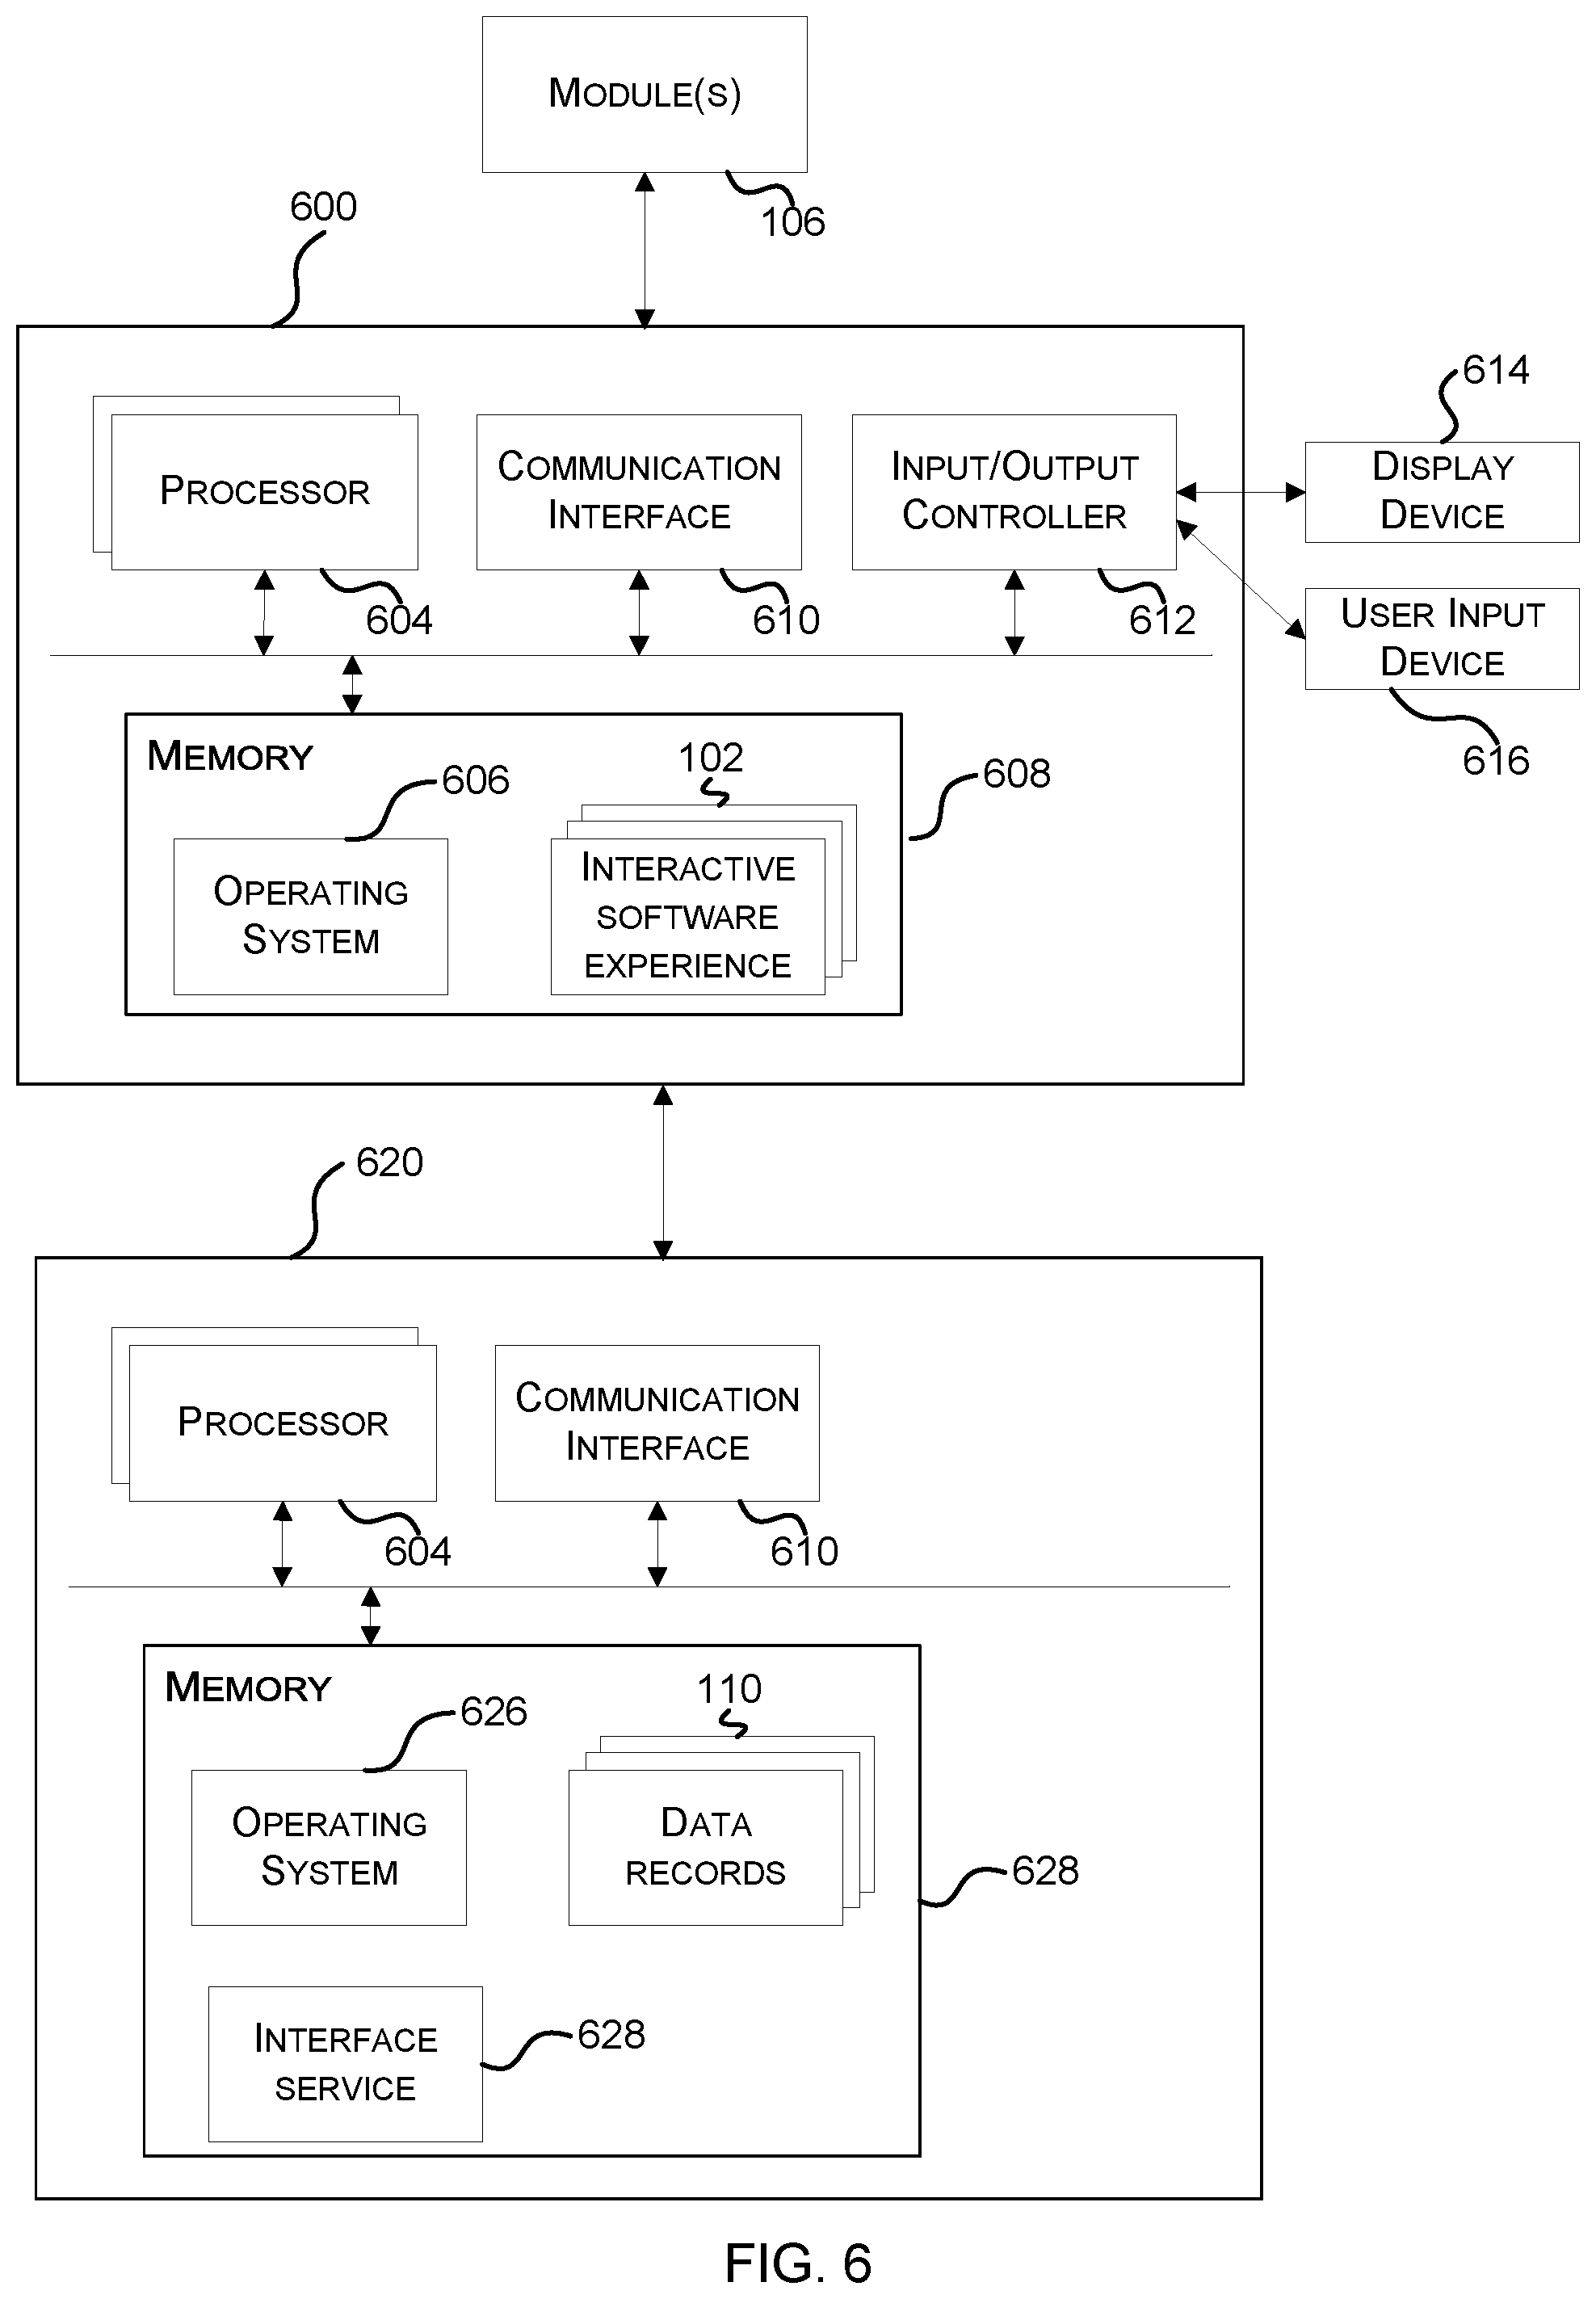 MODULE(S)
106
600
PROCESSOR
604
COMMUNICATION
INTERFACE
610
INPUT/OUTPUT
CONTROLLER
612
614
DISPLAY
DEVICE
USER INPUT
DEVICE
616
MEMORY
606
OPERATING
SYSTEM
102
INTERACTIVE
SOFTWARE
EXPERIENCE
608
620
PROCESSOR
604
COMMUNICATION
INTERFACE
610
MEMORY
626
OPERATING
SYSTEM
110
DATA
RECORDS
628
INTERFACE
SERVICE
628
FIG. 6